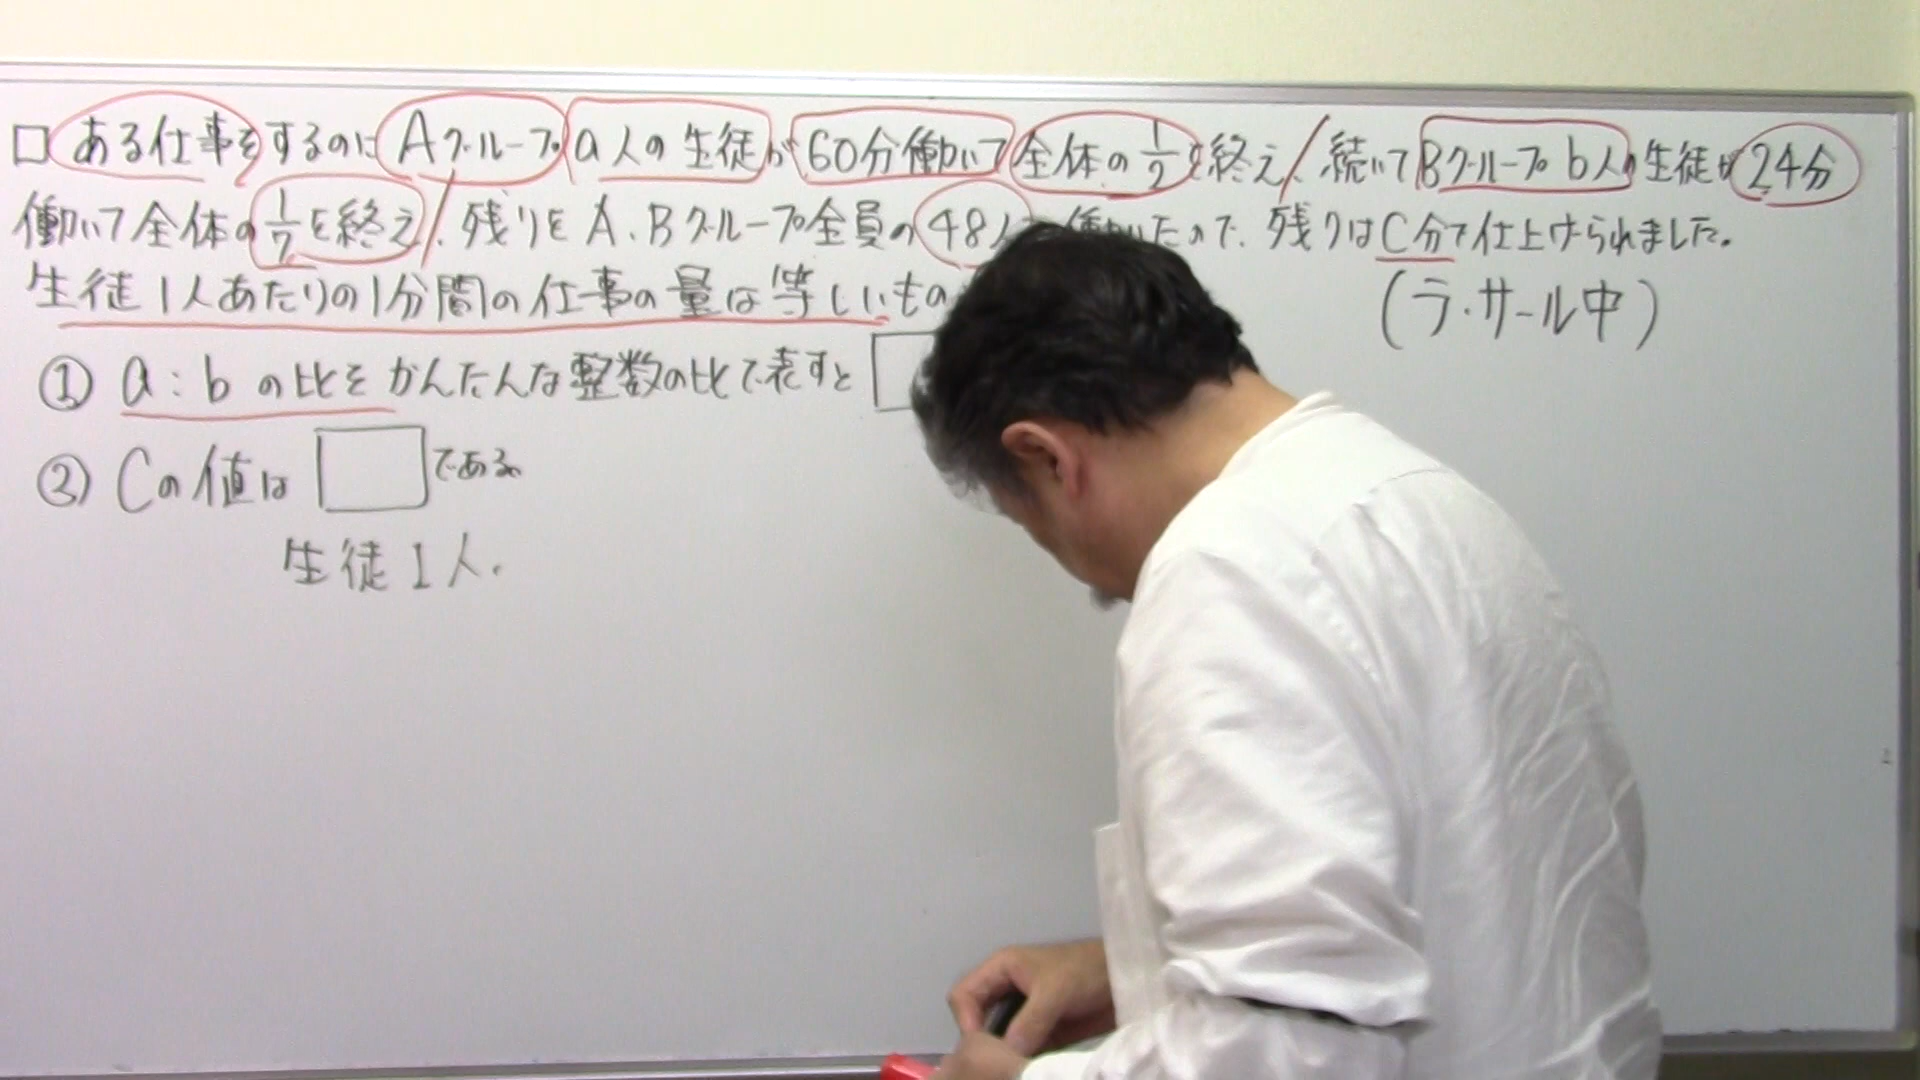 □ ある仕事をするのに Aグループ a人の生徒が 60分働いて 全体の 1/2 を終え、続いて Bグループ b人の生徒が 24分
働いて全体の 1/7 を終え、残りを A、Bグループ全員の 48人 働いたので、残りはC分で仕上げられました。
生徒1人あたりの1分間の仕事の量は等しいもの
(ラ・サール中)
① a:b の比をかんたんな整数の比で表すと
② Cの値は □ である。
生徒1人.